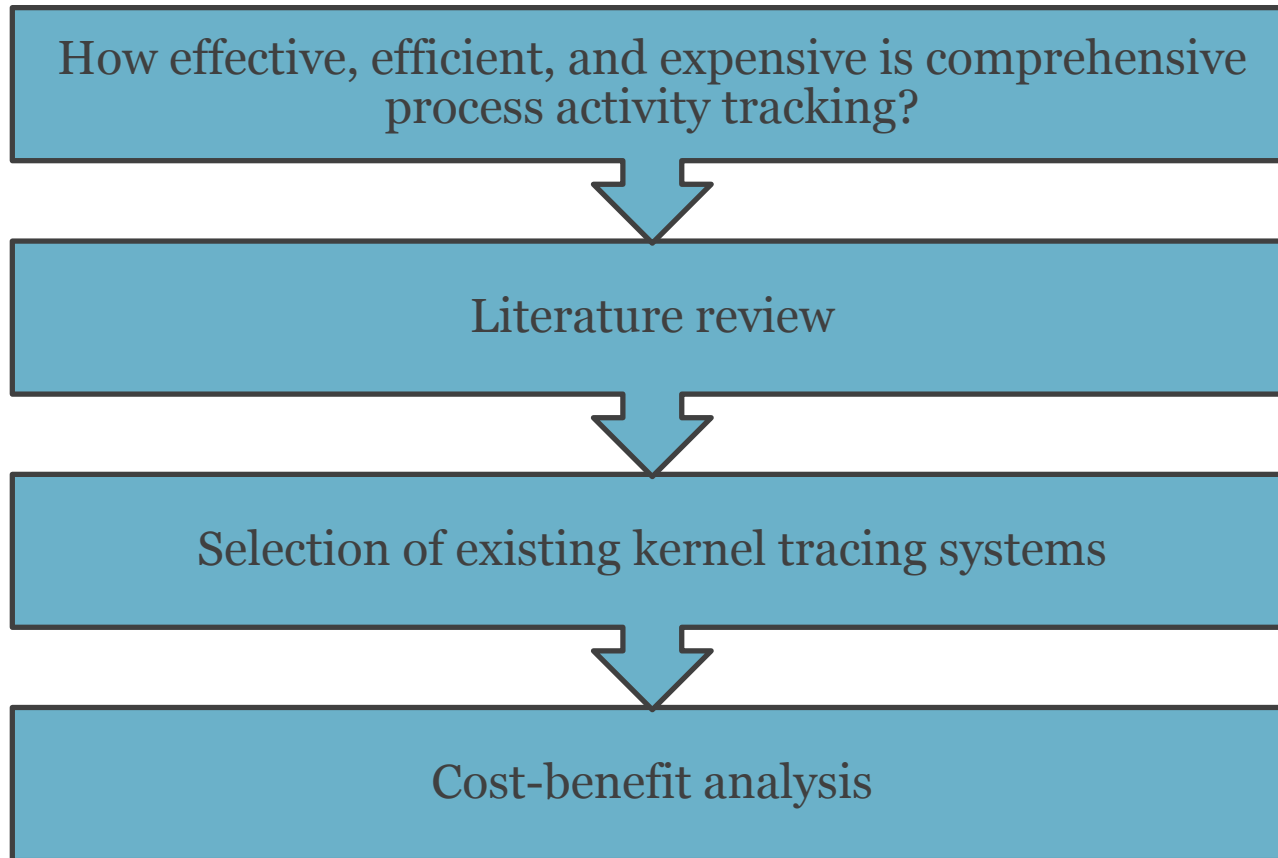 How effective, efficient, and expensive is comprehensive
process activity tracking?
Literature review
Selection of existing kernel tracing systems
Cost-benefit analysis